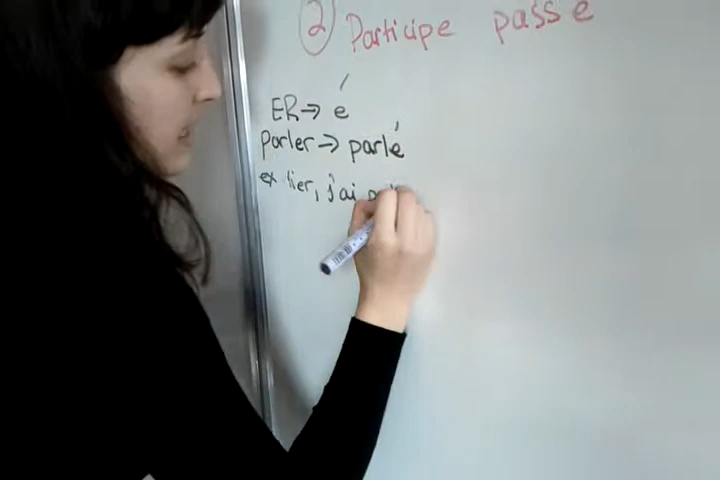 ② Participe passé
ER → é
parler → parlé
ex Hier, j'ai